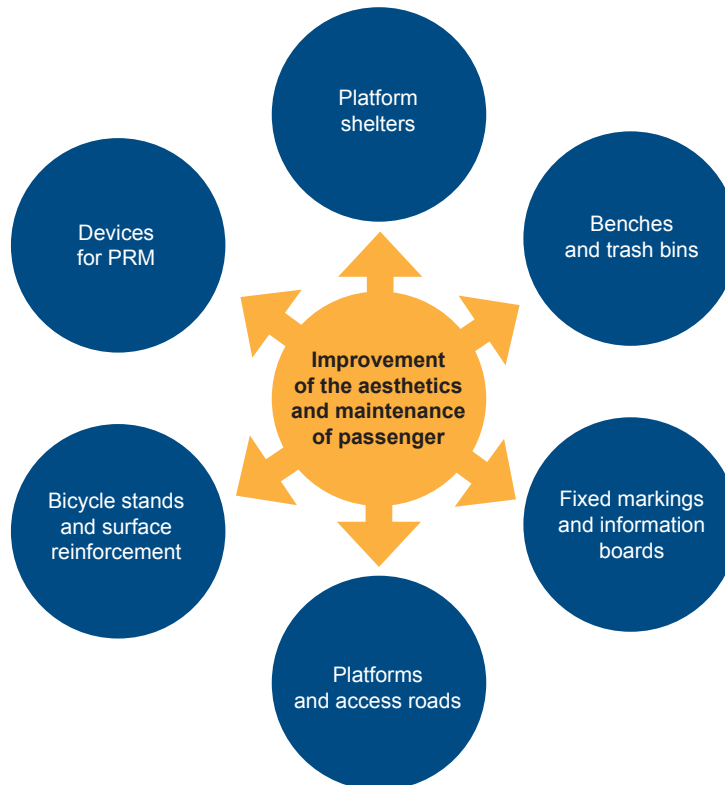 Platform
shelters
Benches
and trash bins
Devices
for PRM
Improvement
of the aesthetics
and maintenance
of passenger
Bicycle stands
and surface
reinforcement
Fixed markings
and information
boards
Platforms
and access roads